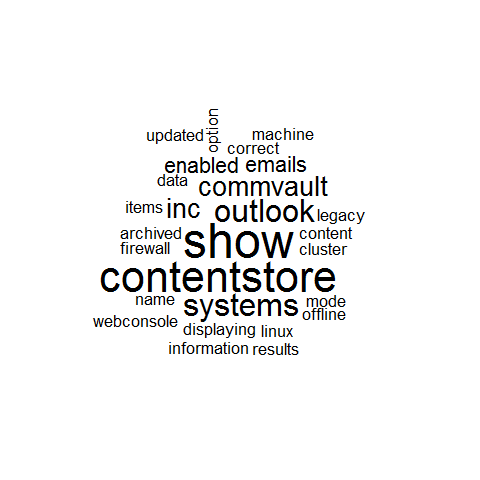 option
updated
machine
correct
enabled emails
data
commvault
items
inc
outlook
legacy
archived
show
content
firewall
cluster
contentstore
name
systems
mode
offline
webconsole
displaying
linux
information
results